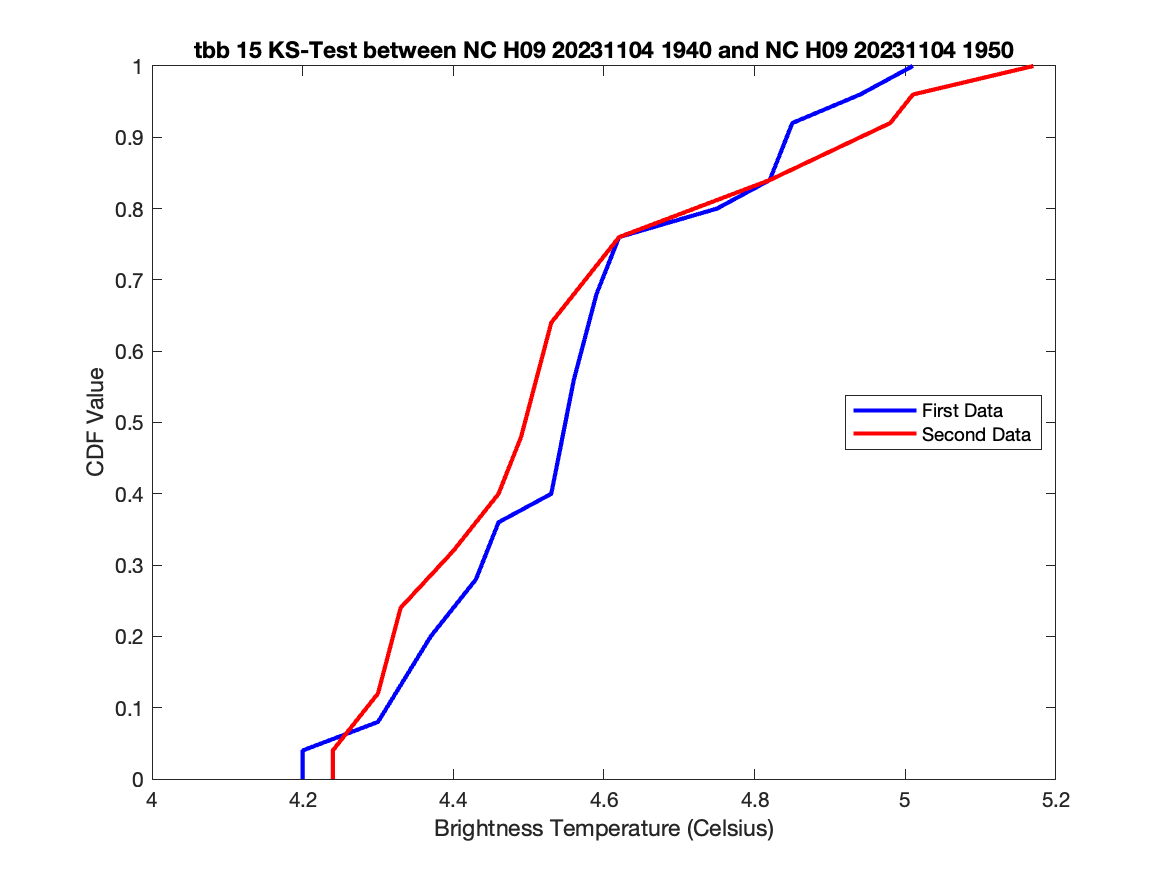 tbb 15 KS-Test between NC H09 20231104 1940 and NC H09 20231104 1950
1
0.9
0.8
0.7
0.6
0.5
0.4
0.3
0.2
0.1
0
CDF Value
First Data
Second Data
4 4.2 4.4 4.6 4.8 5 5.2
Brightness Temperature (Celsius)